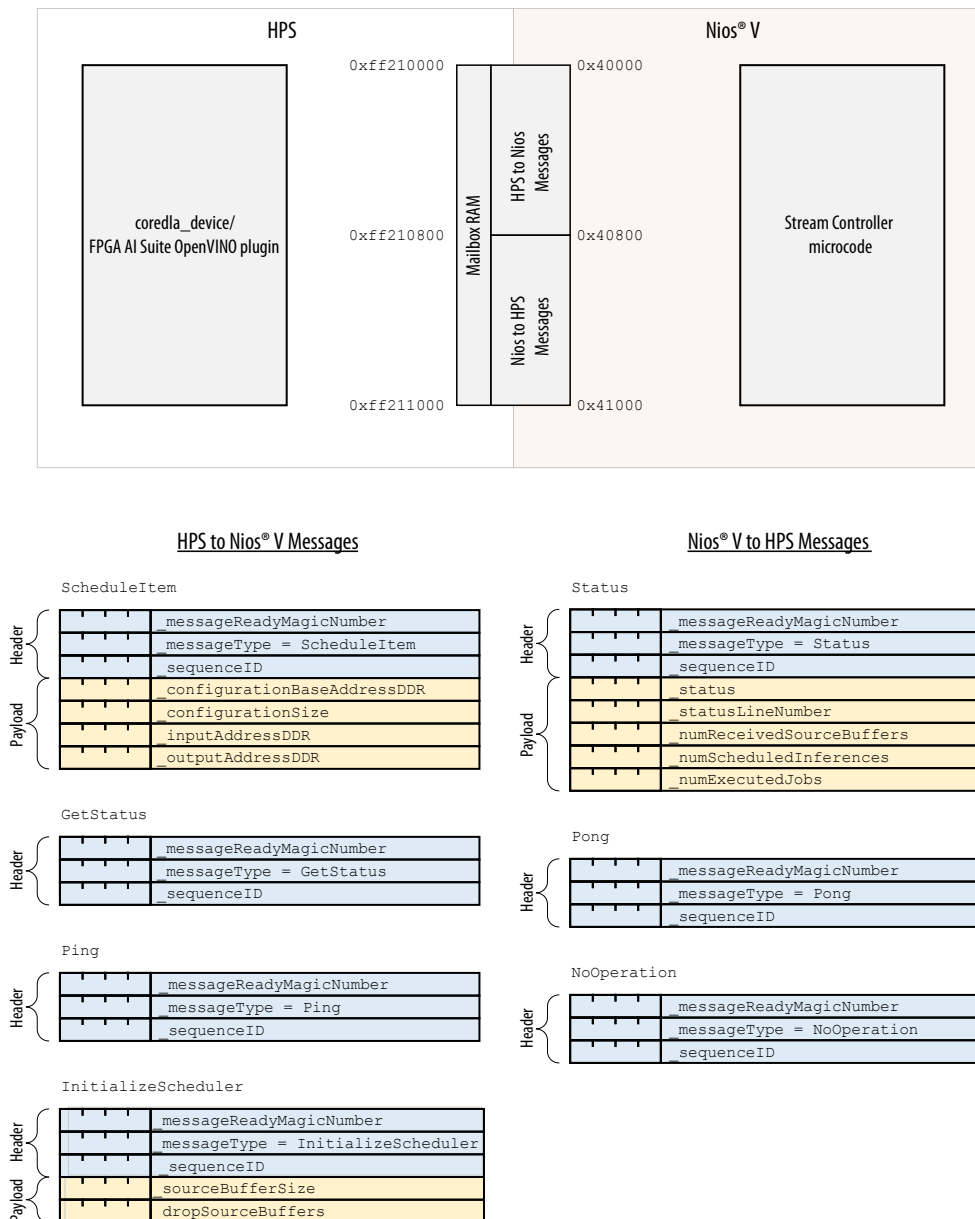 HPS
Nios® V
0xff210000
0x40000
coredla_device/
FPGA AI Suite OpenVINO plugin
Mailbox RAM
HPS to Nios
Messages
Stream Controller
microcode
0xff210800
0x40800
Nios to HPS
Messages
0xff211000
0x41000
HPS to Nios® V Messages
ScheduleItem
Header
_messageReadyMagicNumber
_messageType = ScheduleItem
_sequenceID
Payload
_configurationBaseAddressDDR
_configurationSize
_inputAddressDDR
_outputAddressDDR
GetStatus
Header
_messageReadyMagicNumber
_messageType = GetStatus
_sequenceID
Ping
Header
_messageReadyMagicNumber
_messageType = Ping
_sequenceID
InitializeScheduler
Header
_messageReadyMagicNumber
_messageType = InitializeScheduler
_sequenceID
Payload
_sourceBufferSize
_dropSourceBuffers
Nios® V to HPS Messages
Status
Header
_messageReadyMagicNumber
_messageType = Status
_sequenceID
Payload
_status
_statusLineNumber
_numReceivedSourceBuffers
_numScheduledInferences
_numExecutedJobs
Pong
Header
_messageReadyMagicNumber
_messageType = Pong
_sequenceID
NoOperation
Header
_messageReadyMagicNumber
_messageType = NoOperation
_sequenceID